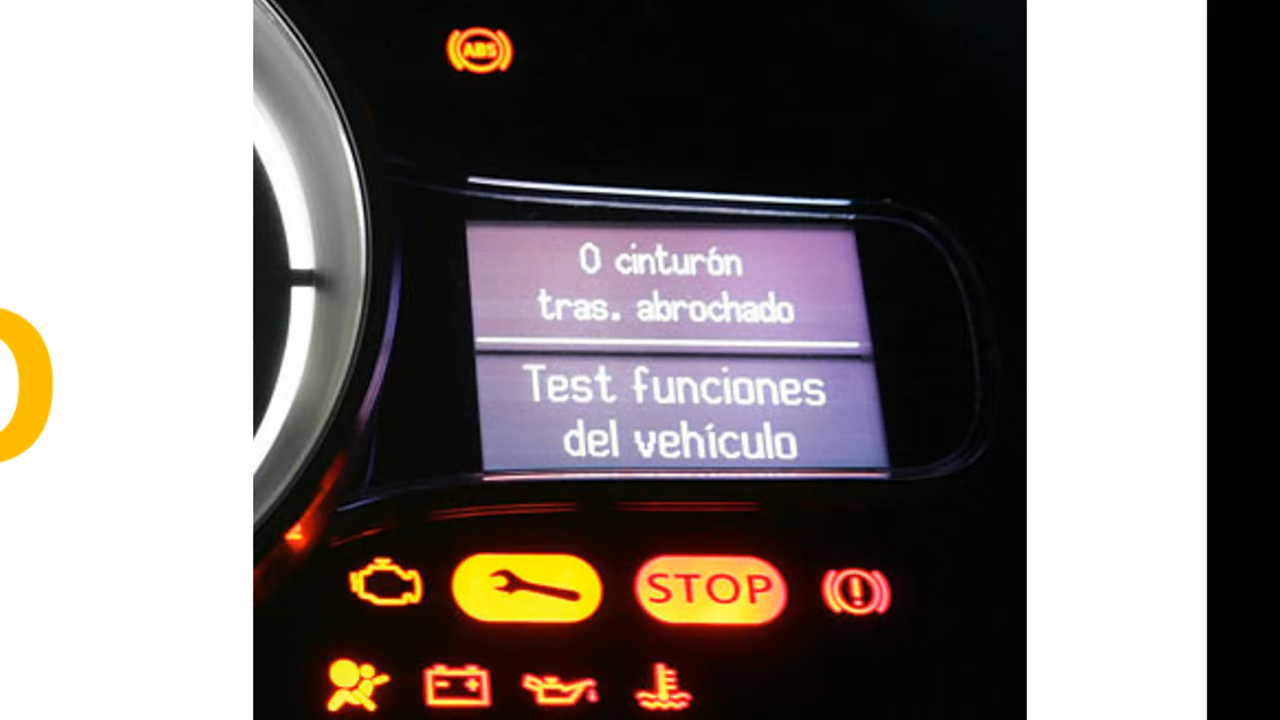 ABS
0 cinturón
tras. abrochado
Test funciones
del vehículo
STOP